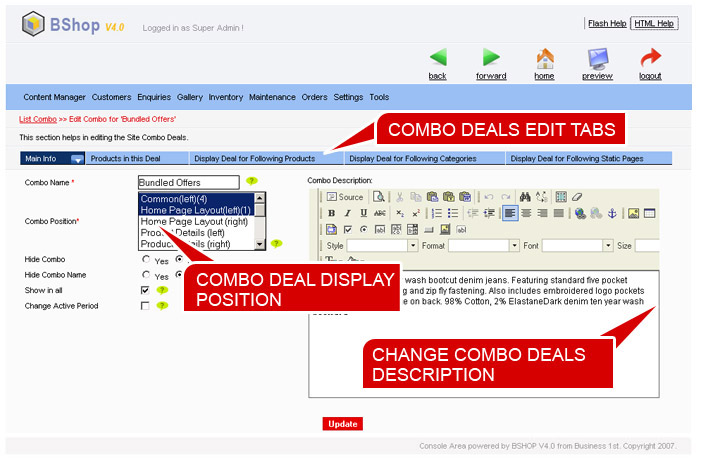 BShop V4.0
Logged in as Super Admin !
Flash Help
HTML Help
back forward home preview logout
Content Manager Customers Enquiries Gallery Inventory Maintenance Orders Settings Tools
List Combo >> Edit Combo for 'Bundled Offers'
COMBO DEALS EDIT TABS
This section helps in editing the Site Combo Deals.
Main Info Products in this Deal Display Deal for Following Products Display Deal for Following Categories Display Deal for Following Static Pages
Combo Name * Bundled Offers ?
Combo Position*
Common(left)(4)
Home Page Layout(left)(1)
Home Page Layout (right)
Product Details (left)
Details (right)
?
Hide Combo Yes
Hide Combo Name Yes
Show in all ?
Change Active Period ?
COMBO DEAL DISPLAY
POSITION
Combo Description:
Source
B I U ABC x₂ x²
Style Format Font Size
wash bootcut denim jeans. Featuring standard five pocket
and zip fly fastening. Also includes embroidered logo pockets
on back. 98% Cotton, 2% ElastaneDark denim ten year wash
CHANGE COMBO DEALS
DESCRIPTION
Update
Console Area powered by BSHOP V4.0 from Business 1st. Copyright 2007.